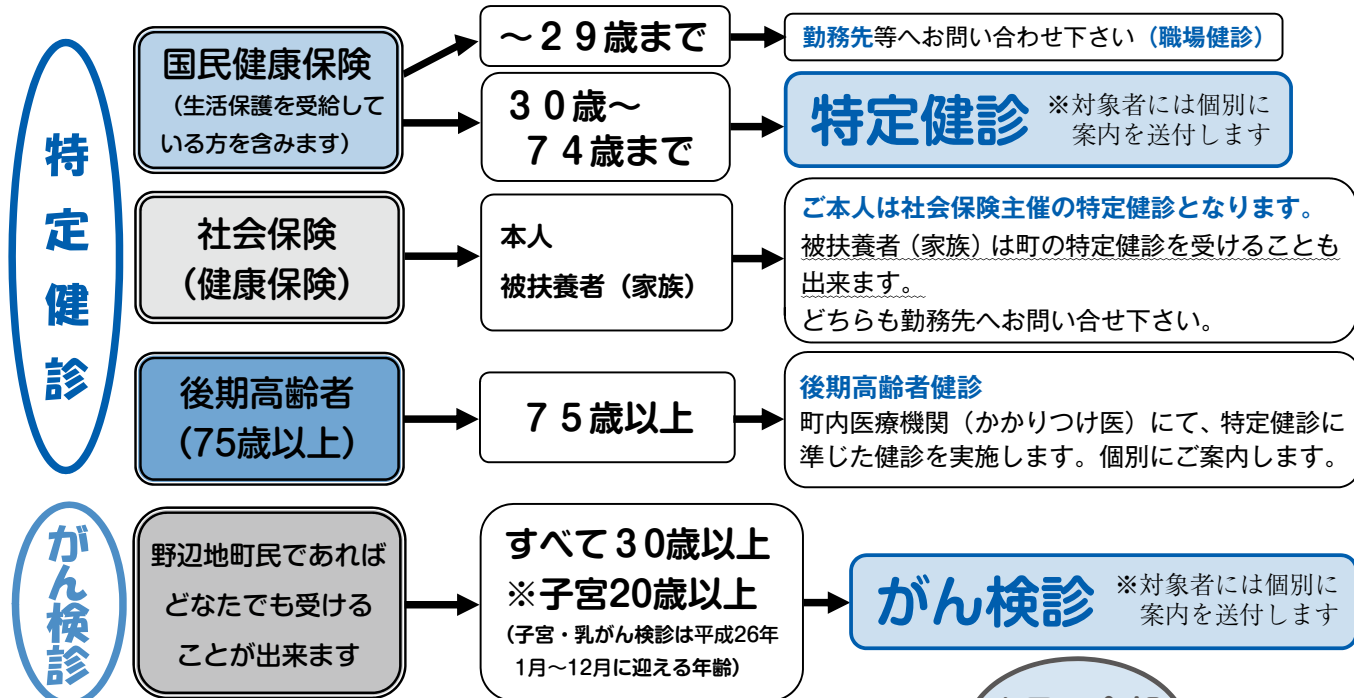 特定健診
国民健康保険
（生活保護を受給して
いる方を含みます）
～２９歳まで
勤務先等へお問い合わせ下さい（職場健診）
３０歳～
７４歳まで
特定健診
※対象者には個別に
案内を送付します
社会保険
(健康保険)
本人
被扶養者（家族）
ご本人は社会保険主催の特定健診となります。
被扶養者（家族）は町の特定健診を受けることも
出来ます。
どちらも勤務先へお問い合せ下さい。
後期高齢者
(75歳以上)
７５歳以上
後期高齢者健診
町内医療機関（かかりつけ医）にて、特定健診に
準じた健診を実施します。個別にご案内します。
がん検診
野辺地町民であれば
どなたでも受ける
ことが出来ます
すべて３０歳以上
※子宮20歳以上
（子宮・乳がん検診は平成26年
1月～12月に迎える年齢）
がん検診
※対象者には個別に
案内を送付します